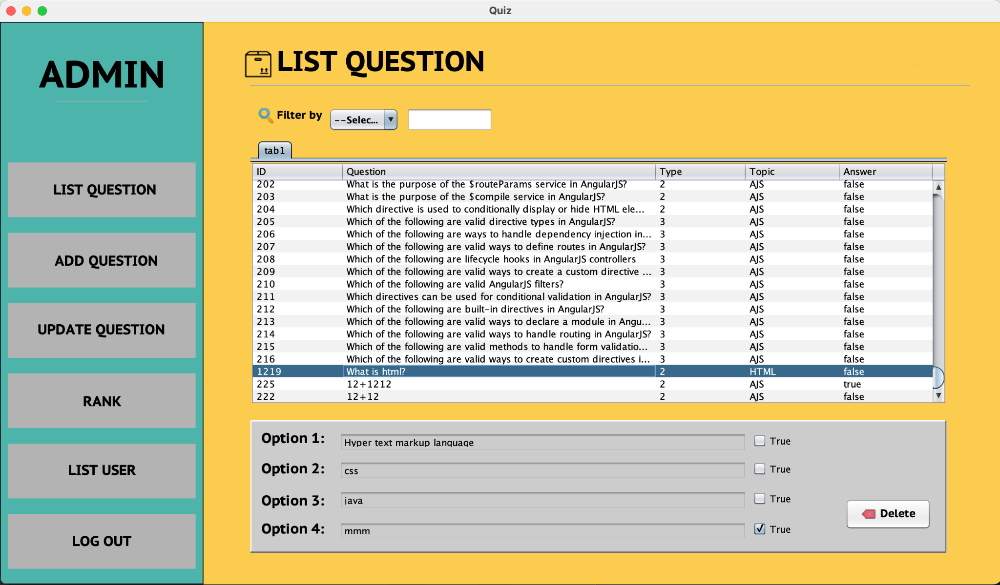 Quiz
ADMIN
LIST QUESTION
ADD QUESTION
UPDATE QUESTION
RANK
LIST USER
LOG OUT
LIST QUESTION
Filter by --Selec...
tab1
ID Question Type Topic Answer
202 What is the purpose of the $routeParams service in AngularJS? 2 AJS false
203 What is the purpose of the $compile service in AngularJS? 2 AJS false
204 Which directive is used to conditionally display or hide HTML ele... 2 AJS false
205 Which of the following are valid directive types in AngularJS? 3 AJS false
206 Which of the following are ways to handle dependency injection in... 3 AJS false
207 Which of the following are valid ways to define routes in AngularJS? 3 AJS false
208 Which of the following are lifecycle hooks in AngularJS controllers 3 AJS false
209 Which of the following are valid ways to create a custom directive ... 3 AJS false
210 Which of the following are valid AngularJS filters? 3 AJS false
211 Which directives can be used for conditional validation in AngularJS? 3 AJS false
212 Which of the following are built-in directives in AngularJS? 3 AJS false
213 Which of the following are valid ways to declare a module in Angu... 3 AJS false
214 Which of the following are valid ways to handle routing in AngularJS? 3 AJS false
215 Which of the following are valid methods to handle form validatio... 3 AJS false
216 Which of the following are valid ways to create custom directives i... 3 AJS false
1219 What is html? 2 HTML false
225 12+1212 2 AJS true
222 12+12 2 AJS false
Option 1: Hyper text markup language True
Option 2: css True
Option 3: java True
Option 4: mmm True
Delete